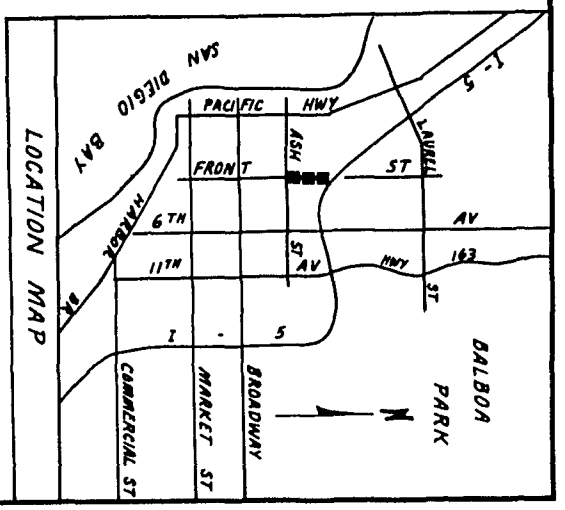 SAN DIEGIO
BAY
PACIFIC HWY
I-5
ASH
ST
LAUREL
ST
FRONT ST
HARBOR
DR
6TH AV
11TH AV
HWY 163
I - 5
BALBOA
PARK
COMMERCIAL ST
MARKET ST
BROADWAY
N
LOCATION MAP